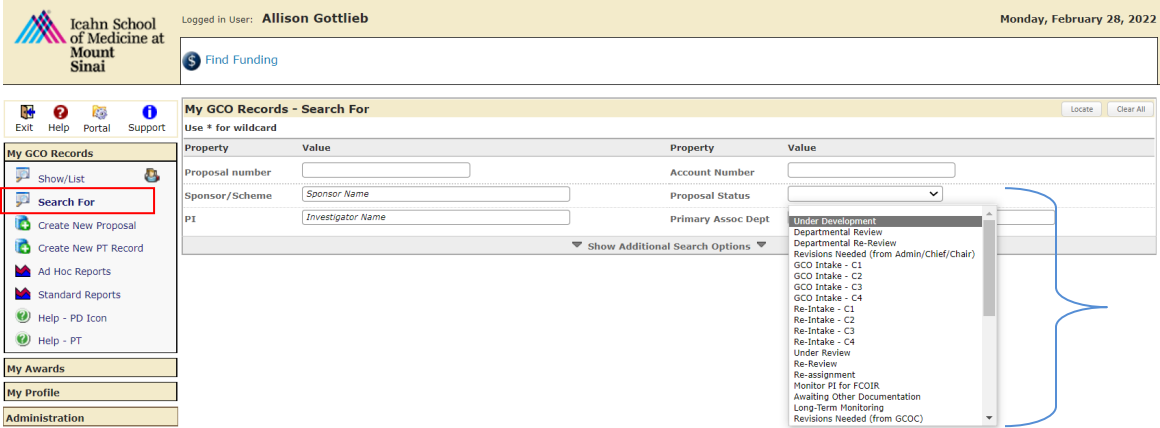 Icahn School
of Medicine at
Mount
Sinai
Logged in User: Allison Gottlieb
Monday, February 28, 2022
Find Funding
Exit Help Portal Support
My GCO Records
Show/List
Search For
Create New Proposal
Create New PT Record
Ad Hoc Reports
Standard Reports
Help - PD Icon
Help - PT
My Awards
My Profile
Administration
My GCO Records - Search For
Locate Clear All
Use * for wildcard
Property Value Property Value
Proposal number Account Number
Sponsor/Scheme Sponsor Name Proposal Status
PI Investigator Name Primary Assoc Dept
Show Additional Search Options
Under Development
Departmental Review
Departmental Re-Review
Revisions Needed (from Admin/Chief/Chair)
GCO Intake - C1
GCO Intake - C2
GCO Intake - C3
GCO Intake - C4
Re-Intake - C1
Re-Intake - C2
Re-Intake - C3
Re-Intake - C4
Under Review
Re-Review
Re-assignment
Monitor PI for FCOIR
Awaiting Other Documentation
Long-Term Monitoring
Revisions Needed (from GCOC)